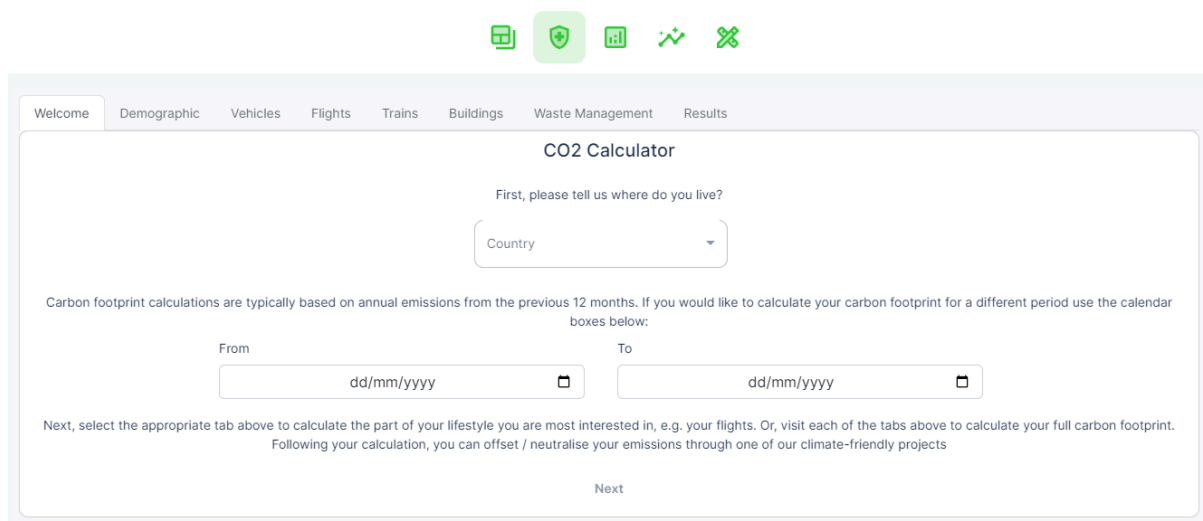 Welcome
Demographic
Vehicles
Flights
Trains
Buildings
Waste Management
Results
CO2 Calculator
First, please tell us where do you live?
Country
Carbon footprint calculations are typically based on annual emissions from the previous 12 months. If you would like to calculate your carbon footprint for a different period use the calendar
boxes below:
From
To
dd/mm/yyyy
dd/mm/yyyy
Next, select the appropriate tab above to calculate the part of your lifestyle you are most interested in, e.g. your flights. Or, visit each of the tabs above to calculate your full carbon footprint.
Following your calculation, you can offset / neutralise your emissions through one of our climate-friendly projects
Next